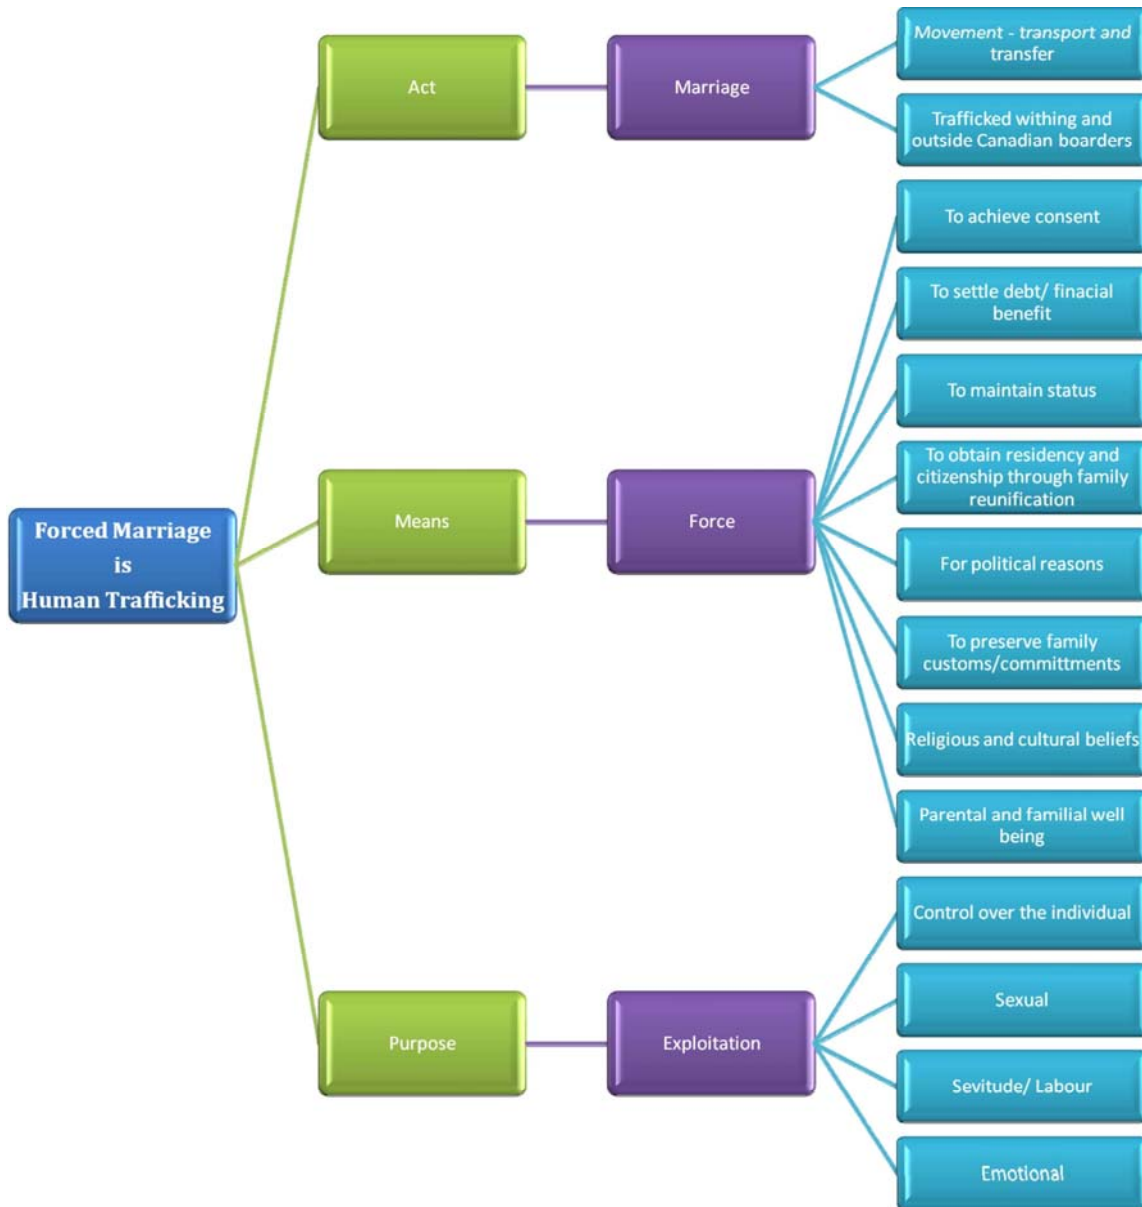 Movement - transport and
transfer
Act
Marriage
Trafficked withing and
outside Canadian boarders
To achieve consent
To settle debt/ finacial
benefit
To maintain status
To obtain residency and
citizenship through family
reunification
Forced Marriage
is
Human Trafficking
Means
Force
For political reasons
To preserve family
customs/committments
Religious and cultural beliefs
Parental and familial well
being
Control over the individual
Sexual
Purpose
Exploitation
Sevitude/ Labour
Emotional